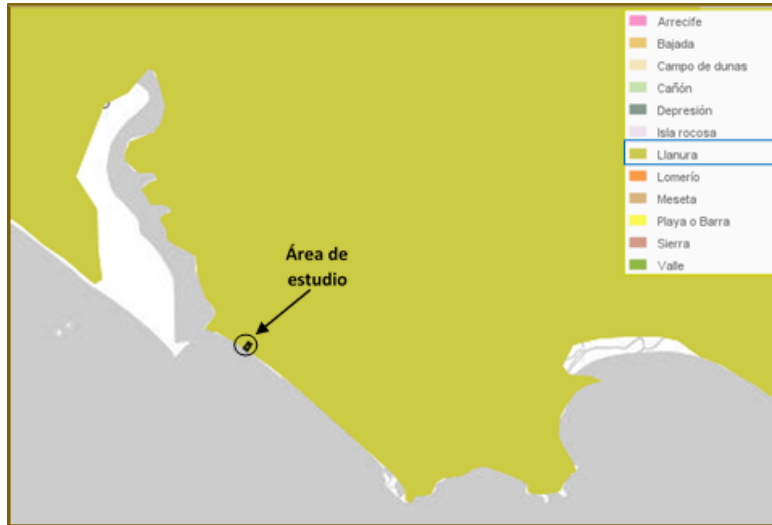 Arrecife
Bajada
Campo de dunas
Cañón
Depresión
Isla rocosa
Llanura
Lomerío
Meseta
Playa o Barra
Sierra
Valle
Área de
estudio